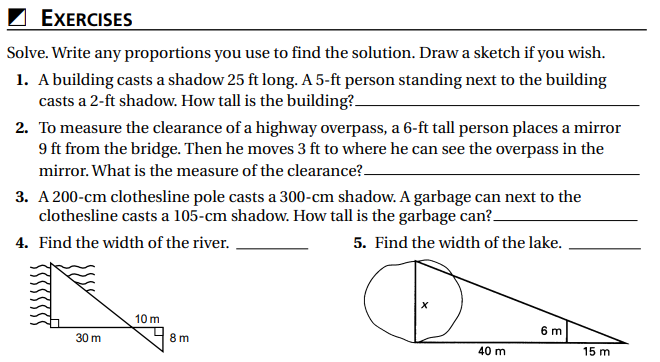 EXERCISES
Solve. Write any proportions you use to find the solution. Draw a sketch if you wish.
1. A building casts a shadow 25 ft long. A 5-ft person standing next to the building
casts a 2-ft shadow. How tall is the building?
2. To measure the clearance of a highway overpass, a 6-ft tall person places a mirror
9 ft from the bridge. Then he moves 3 ft to where he can see the overpass in the
mirror. What is the measure of the clearance?
3. A 200-cm clothesline pole casts a 300-cm shadow. A garbage can next to the
clothesline casts a 105-cm shadow. How tall is the garbage can?
4. Find the width of the river.
5. Find the width of the lake.
10 m
30 m
8 m
x
6 m
40 m
15 m